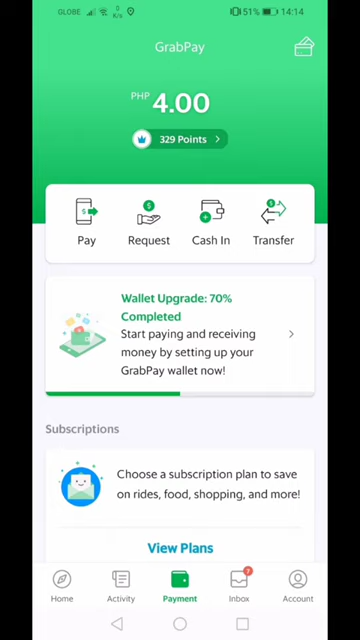 GLOBE 0 K/s 51% 14:14
GrabPay
PHP 4.00
329 Points
Pay Request Cash In Transfer
Wallet Upgrade: 70%
Completed
Start paying and receiving
money by setting up your
GrabPay wallet now!
Subscriptions
Choose a subscription plan to save
on rides, food, shopping, and more!
View Plans
7
Home Activity Payment Inbox Account